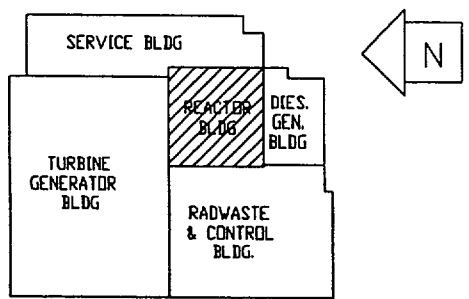 SERVICE BLDG
REACTOR
BLDG
DIES.
GEN.
BLDG
TURBINE
GENERATOR
BLDG
RADWASTE
& CONTROL
BLDG.
N